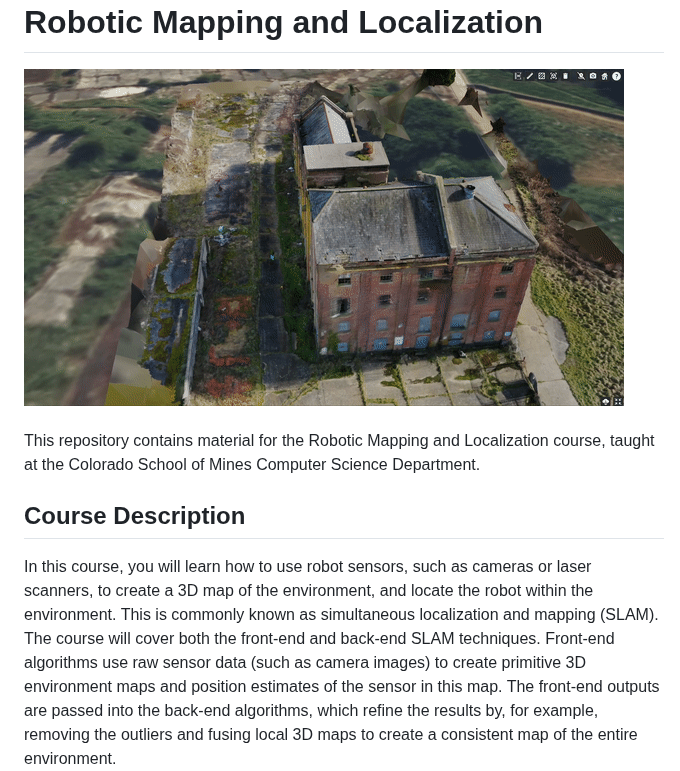 Robotic Mapping and Localization
This repository contains material for the Robotic Mapping and Localization course, taught
at the Colorado School of Mines Computer Science Department.
Course Description
In this course, you will learn how to use robot sensors, such as cameras or laser
scanners, to create a 3D map of the environment, and locate the robot within the
environment. This is commonly known as simultaneous localization and mapping (SLAM).
The course will cover both the front-end and back-end SLAM techniques. Front-end
algorithms use raw sensor data (such as camera images) to create primitive 3D
environment maps and position estimates of the sensor in this map. The front-end outputs
are passed into the back-end algorithms, which refine the results by, for example,
removing the outliers and fusing local 3D maps to create a consistent map of the entire
environment.